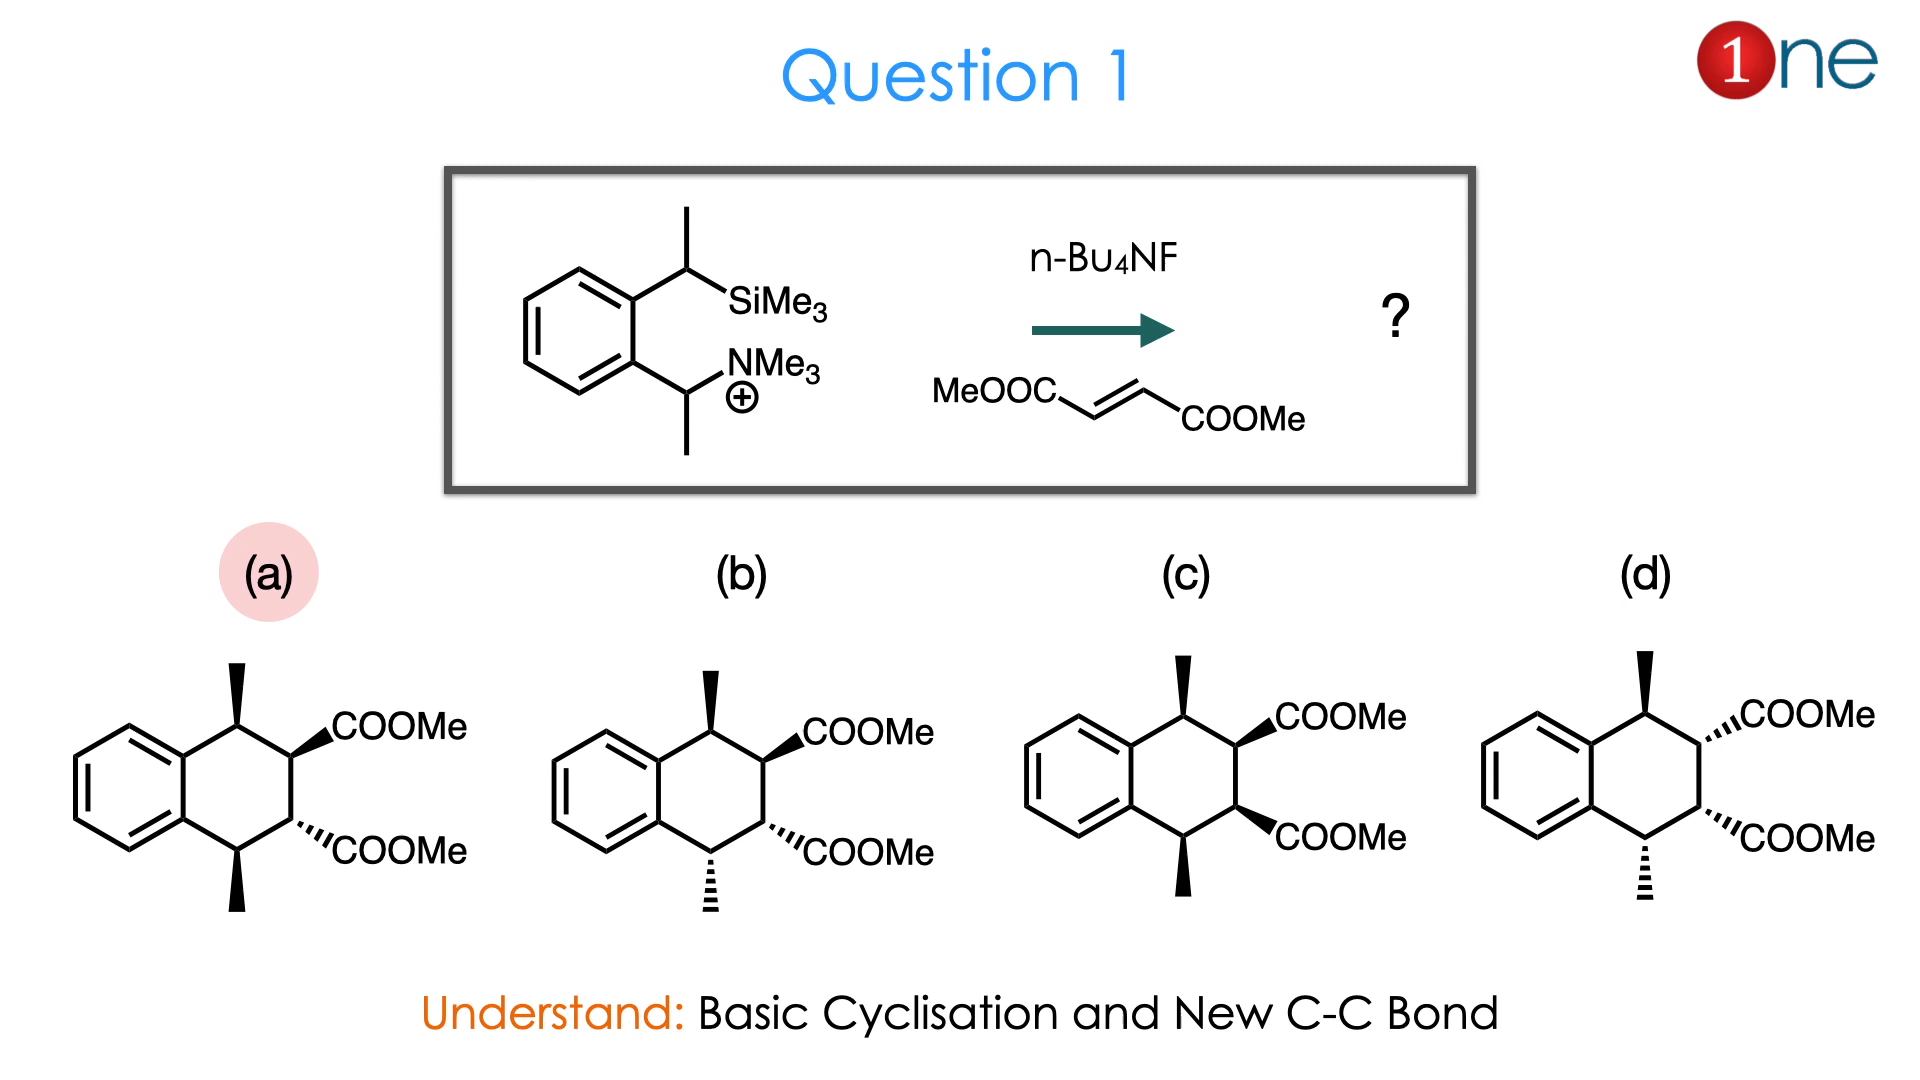 Question 1
1ne
SiMe3
NMe3
+
n-Bu4NF
MeOOC
COOMe
?
(a)
(b)
(c)
(d)
COOMe
COOMe
COOMe
COOMe
COOMe
COOMe
COOMe
COOMe
Understand: Basic Cyclisation and New C-C Bond